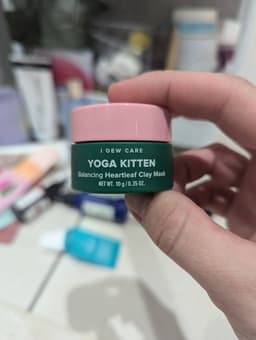 I DEW CARE
YOGA KITTEN
Balancing Heartleaf Clay Mask
NET WT. 10 g / 0.35 OZ.